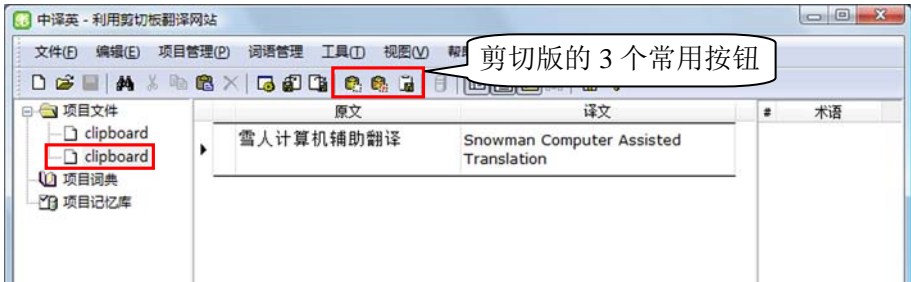 中译英 - 利用剪切板翻译网站
文件(F) 编辑(E) 项目管理(P) 词语管理 工具(T) 视图(V)
剪切版的 3 个常用按钮
项目文件
clipboard
clipboard
项目词典
项目记忆库
原文 译文
雪人计算机辅助翻译 Snowman Computer Assisted
Translation
# 术语